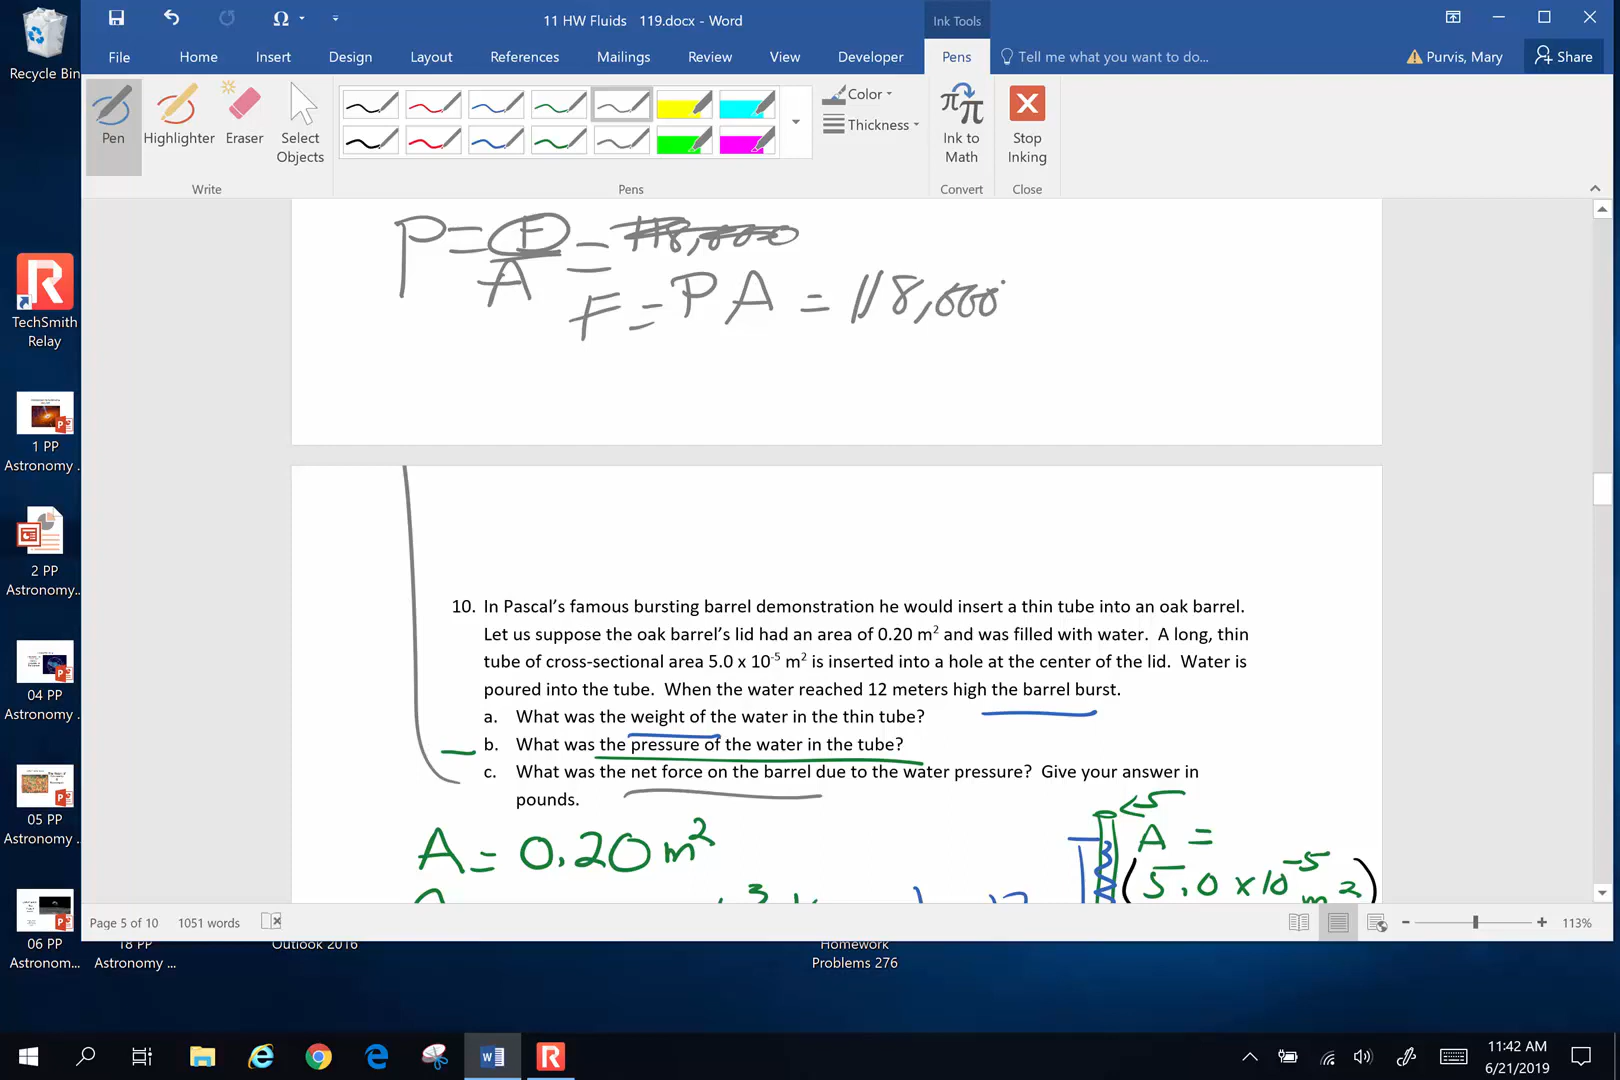 Recycle Bin
TechSmith
Relay
1 PP
Astronomy .
2 PP
Astronomy...
04 PP
Astronomy .
05 PP
Astronomy .
06 PP
Astronom...
18 PP
Astronomy ...
Outlook 2016
Homework
Problems 276
11 HW Fluids 119.docx - Word
Ink Tools
File
Home
Insert
Design
Layout
References
Mailings
Review
View
Developer
Pens
Tell me what you want to do...
Purvis, Mary
Share
Pen
Highlighter
Eraser
Select
Objects
Write
Pens
Color
Thickness
Ink to
Math
Convert
Stop
Inking
Close
P = F/A = 118,000
F = PA = 118,000
10. In Pascal’s famous bursting barrel demonstration he would insert a thin tube into an oak barrel.
Let us suppose the oak barrel’s lid had an area of 0.20 m² and was filled with water. A long, thin
tube of cross-sectional area 5.0 x 10⁻⁵ m² is inserted into a hole at the center of the lid. Water is
poured into the tube. When the water reached 12 meters high the barrel burst.
a. What was the weight of the water in the thin tube?
b. What was the pressure of the water in the tube?
c. What was the net force on the barrel due to the water pressure? Give your answer in
pounds.
A = 0.20 m²
5
A =
(5.0 x 10⁻⁵ m²)
Page 5 of 10
1051 words
113%
11:42 AM
6/21/2019